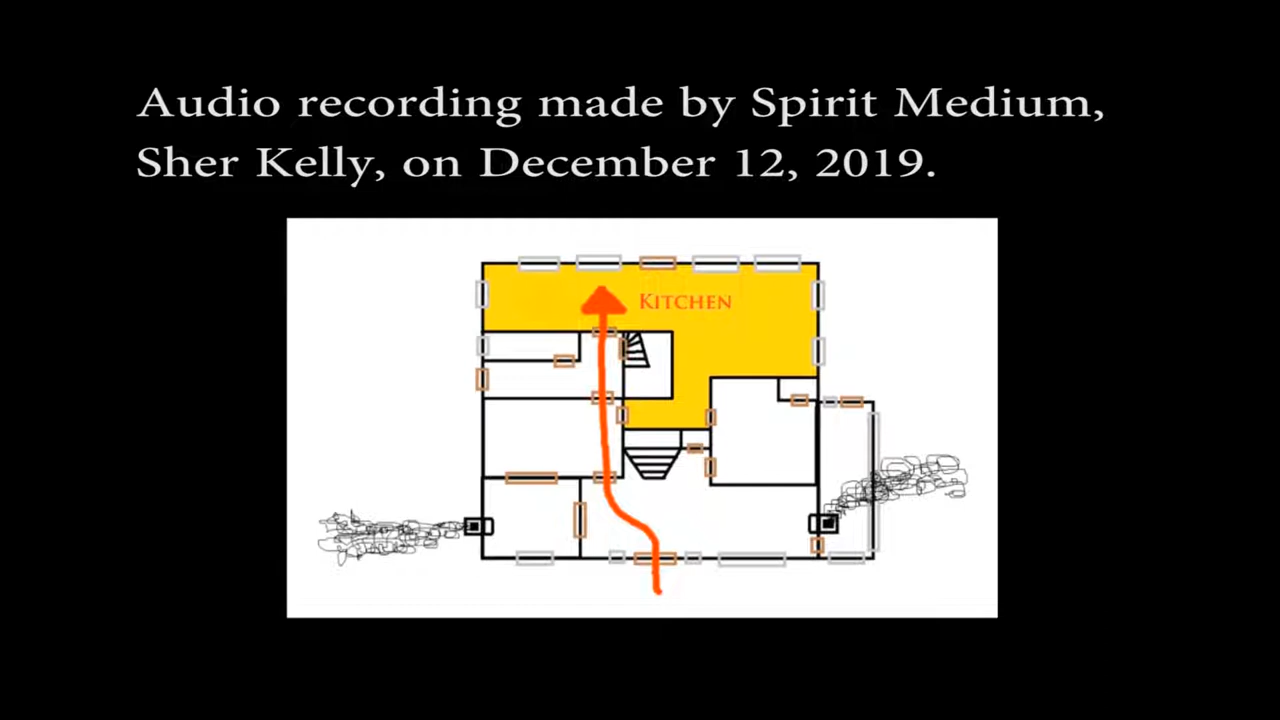 Audio recording made by Spirit Medium,
Sher Kelly, on December 12, 2019.
KITCHEN